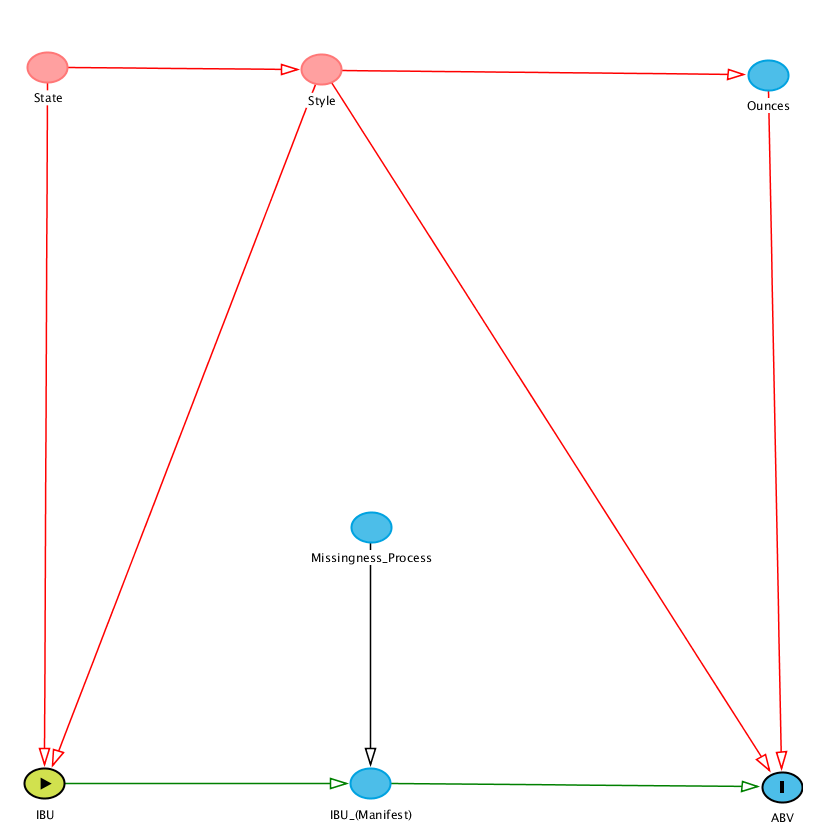 State
Style
Ounces
Missingness_Process
IBU
IBU_(Manifest)
ABV